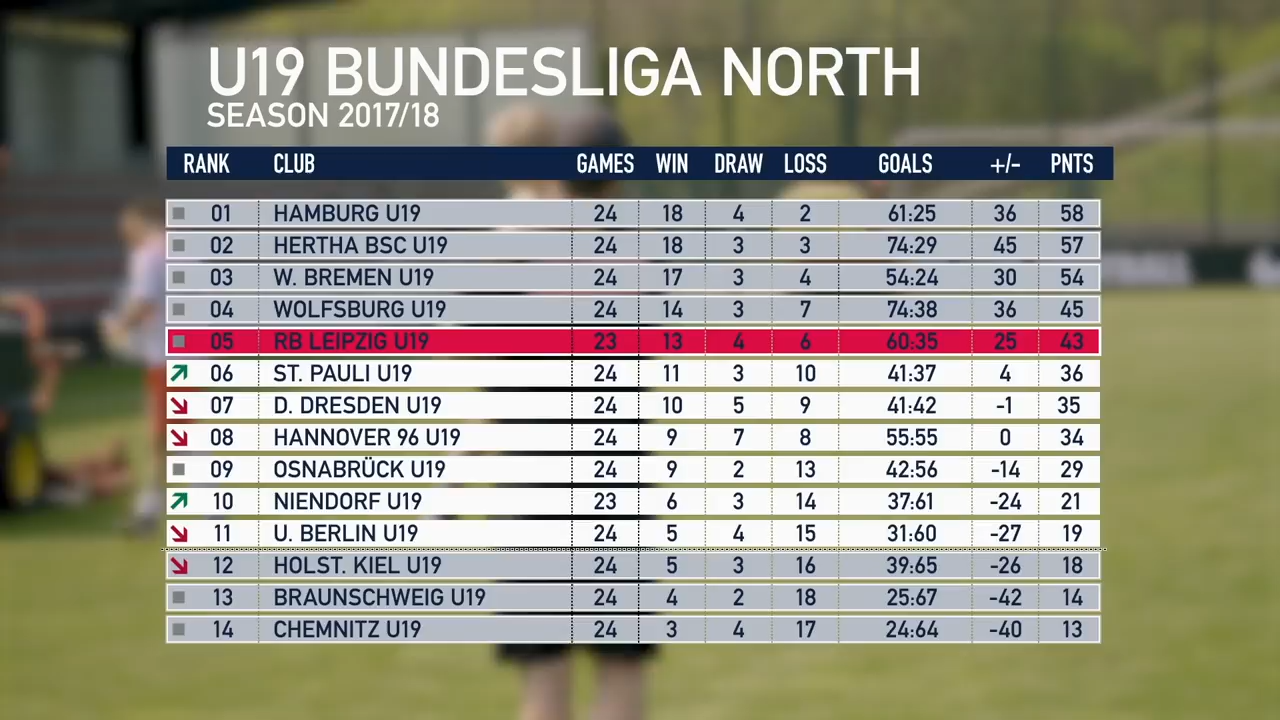 U19 BUNDESLIGA NORTH
SEASON 2017/18
RANK CLUB GAMES WIN DRAW LOSS GOALS +/- PNTS
01 HAMBURG U19 24 18 4 2 61:25 36 58
02 HERTHA BSC U19 24 18 3 3 74:29 45 57
03 W. BREMEN U19 24 17 3 4 54:24 30 54
04 WOLFSBURG U19 24 14 3 7 74:38 36 45
05 RB LEIPZIG U19 23 13 4 6 60:35 25 43
06 ST. PAULI U19 24 11 3 10 41:37 4 36
07 D. DRESDEN U19 24 10 5 9 41:42 -1 35
08 HANNOVER 96 U19 24 9 7 8 55:55 0 34
09 OSNABRÜCK U19 24 9 2 13 42:56 -14 29
10 NIENDORF U19 23 6 3 14 37:61 -24 21
11 U. BERLIN U19 24 5 4 15 31:60 -27 19
12 HOLST. KIEL U19 24 5 3 16 39:65 -26 18
13 BRAUNSCHWEIG U19 24 4 2 18 25:67 -42 14
14 CHEMNITZ U19 24 3 4 17 24:64 -40 13